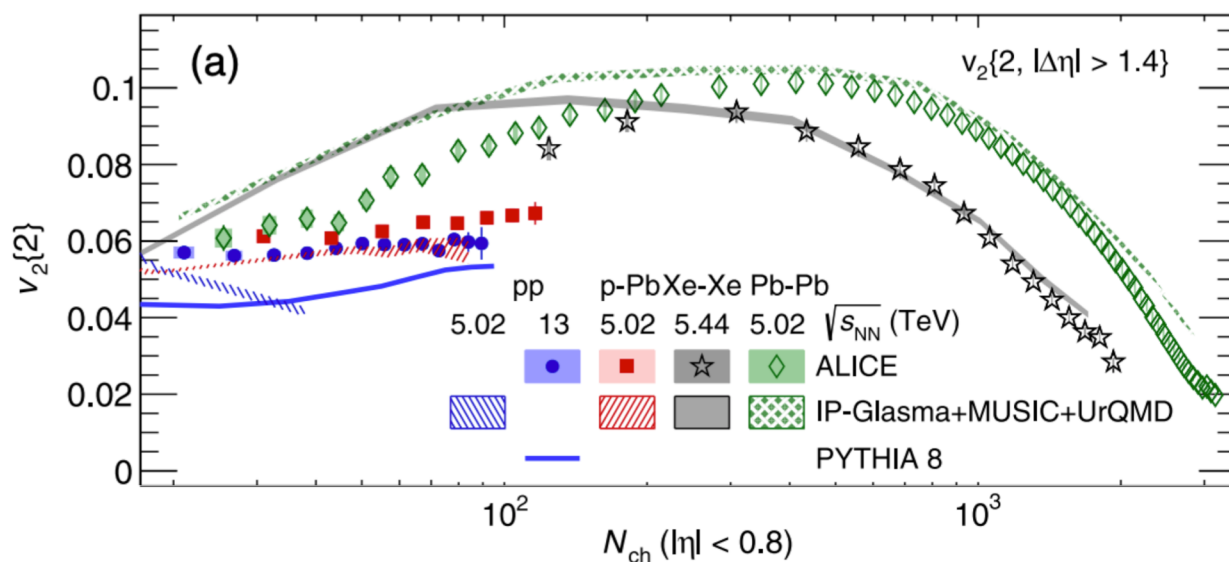 (a)
v₂{2, |Δη| > 1.4}
v₂{2}
0.1
0.08
0.06
0.04
0.02
0
pp p-Pb Xe-Xe Pb-Pb
5.02 13 5.02 5.44 5.02 √s_NN (TeV)
ALICE
IP-Glasma+MUSIC+UrQMD
PYTHIA 8
10² 10³
N_ch (|η| < 0.8)